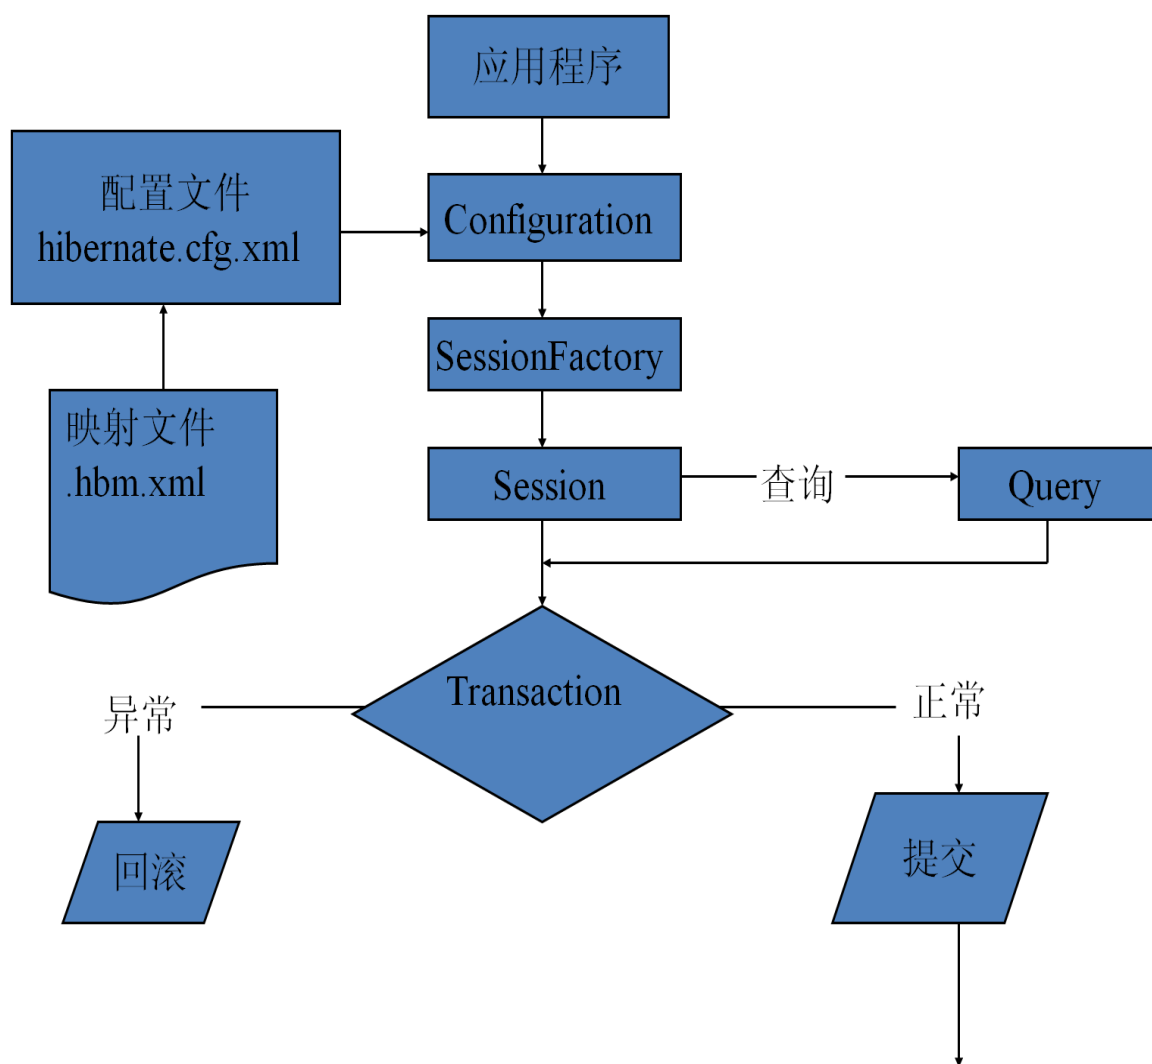 应用程序
配置文件
hibernate.cfg.xml
Configuration
SessionFactory
映射文件
.hbm.xml
Session
查询
Query
Transaction
异常
正常
回滚
提交